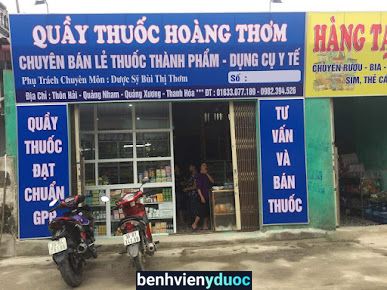 QUẦY THUỐC HOÀNG THƠM
CHUYÊN BÁN LẺ THUỐC THÀNH PHẨM - DỤNG CỤ Y TẾ
Phụ Trách Chuyên Môn : Dược Sỹ Bùi Thị Thơm
Số :
Địa Chỉ : Thôn Hải - Quảng Nham - Quảng Xương - Thanh Hóa *** ĐT : 01633.077.189 - 0982.394.526
QUẦY
THUỐC
ĐẠT
CHUẨN
GPP
TƯ
VẤN
VÀ
BÁN
THUỐC
HÀNG TẠ
CHUYÊN RƯỢU - BIA -
SIM, THẺ CÀ
benhvienyduoc